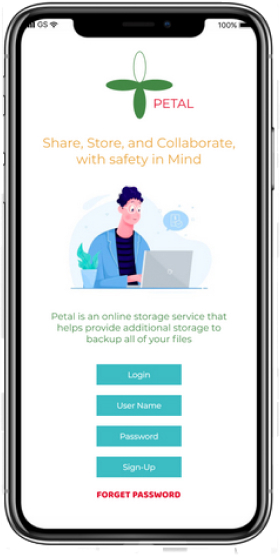 GS 100%
PETAL
Share, Store, and Collaborate,
with safety in Mind
Petal is an online storage service that
helps provide additional storage to
backup all of your files
Login
User Name
Password
Sign-Up
FORGET PASSWORD